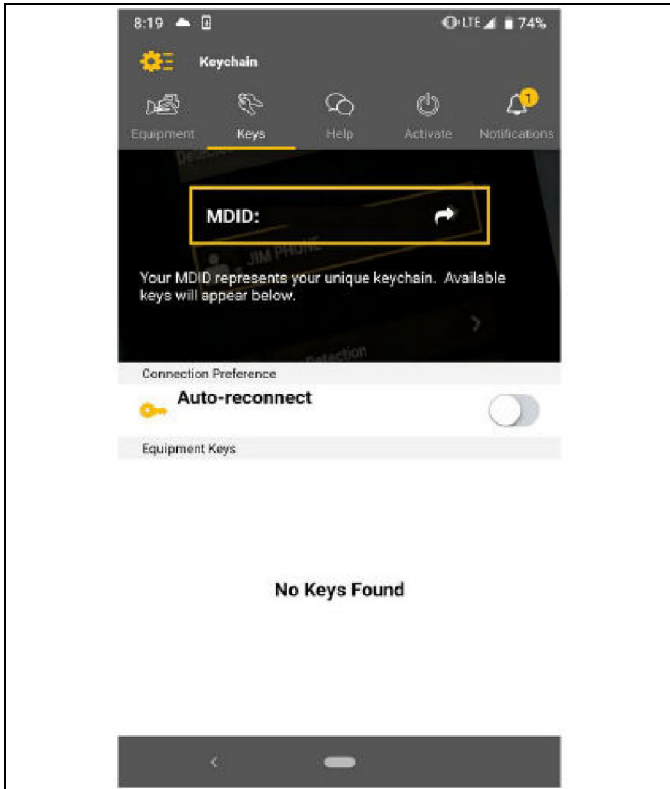 8:19 LTE 74%
Keychain
Equipment Keys Help Activate Notifications
1
MDID:
JIM PHONE
Your MDID represents your unique keychain. Available
keys will appear below.
Detection
Connection Preference
Auto-reconnect
Equipment Keys
No Keys Found